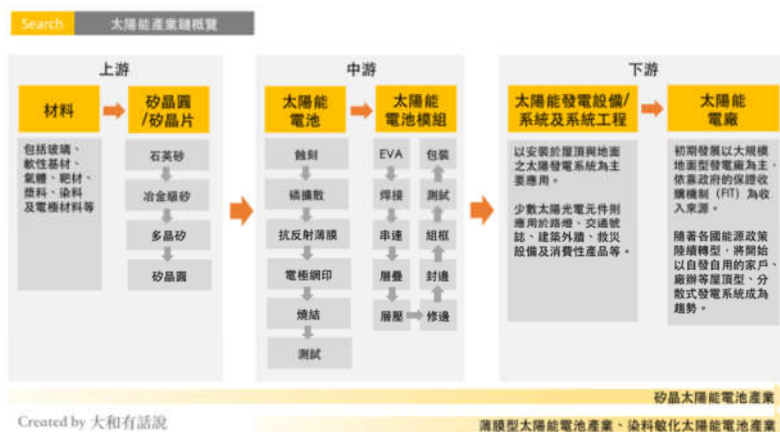 Search 太陽能產業鏈概覽
上游
材料
包括玻璃、
軟性基材、
氣體、靶材、
漿料、染料
及電極材料等
矽晶圓
/矽晶片
石英砂
冶金級矽
多晶矽
矽晶圓
中游
太陽能
電池
蝕刻
磷擴散
抗反射薄膜
電極網印
燒結
測試
太陽能
電池模組
EVA
焊接
串連
層疊
層壓
修邊
封邊
組框
測試
包裝
下游
太陽能發電設備/
系統及系統工程
以安裝於屋頂與地面
之太陽發電系統為主
要應用。
少數太陽光電元件則
應用於路燈、交通號
誌、建築外牆、救災
設備及消費性產品等。
太陽能
電廠
初期發展以大規模
地面型發電廠為主,
依靠政府的保證收
購機制(FIT)為收
入來源。
隨著各國能源政策
陸續轉型,將開始
以自發自用的家戶、
廠辦等屋頂型、分
散式發電系統成為
趨勢。
矽晶太陽能電池產業
薄膜型太陽能電池產業、染料敏化太陽能電池產業
Created by 大和有話說